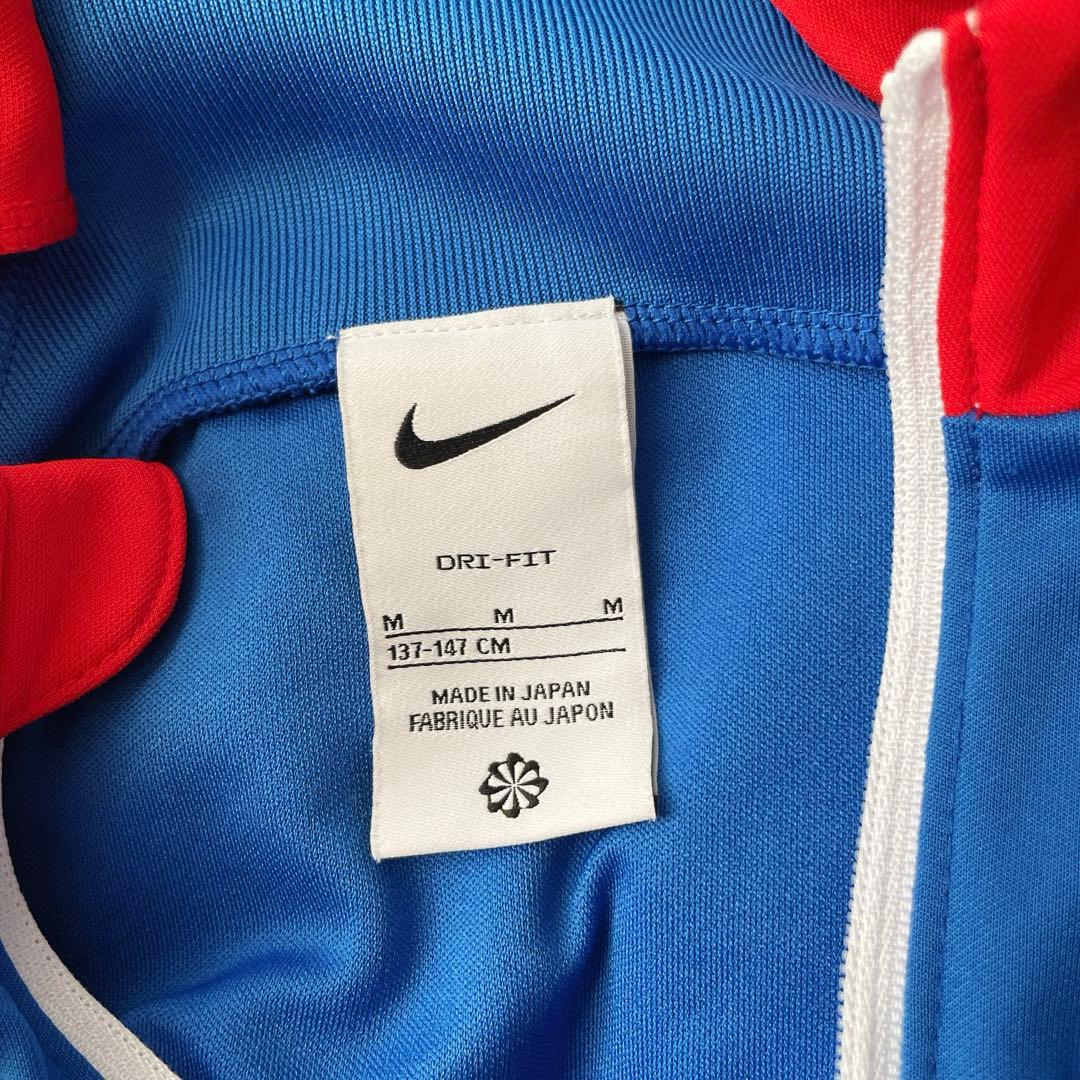 DRI-FIT
M M M
137-147 CM
MADE IN JAPAN
FABRIQUE AU JAPON